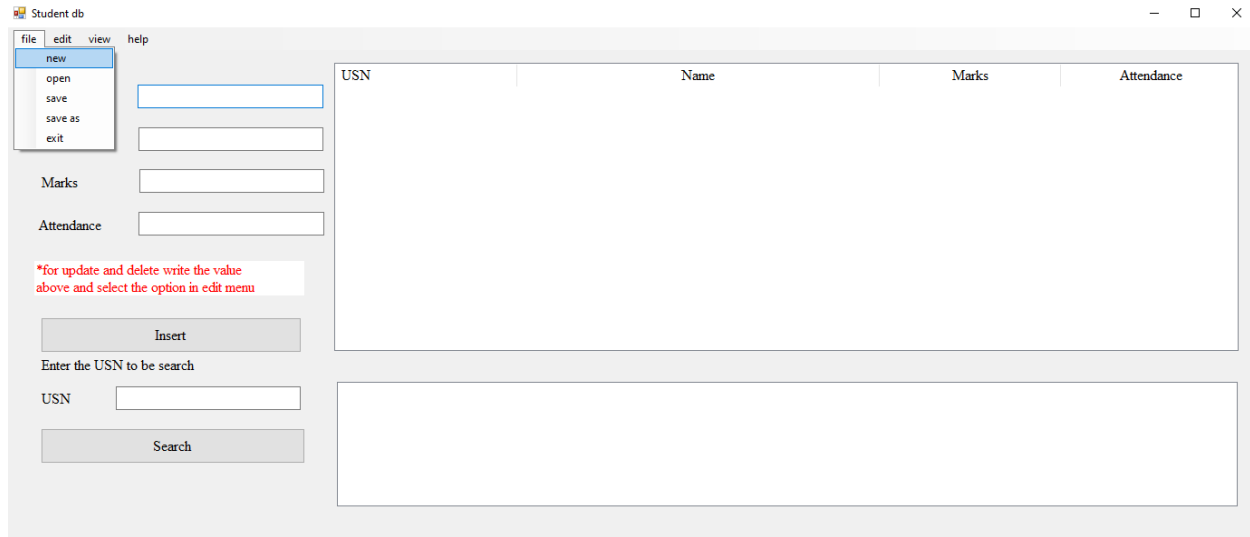 Student db
file edit view help
new
open
save
save as
exit
USN Name Marks Attendance
Marks
Attendance
*for update and delete write the value
above and select the option in edit menu
Insert
Enter the USN to be search
USN
Search